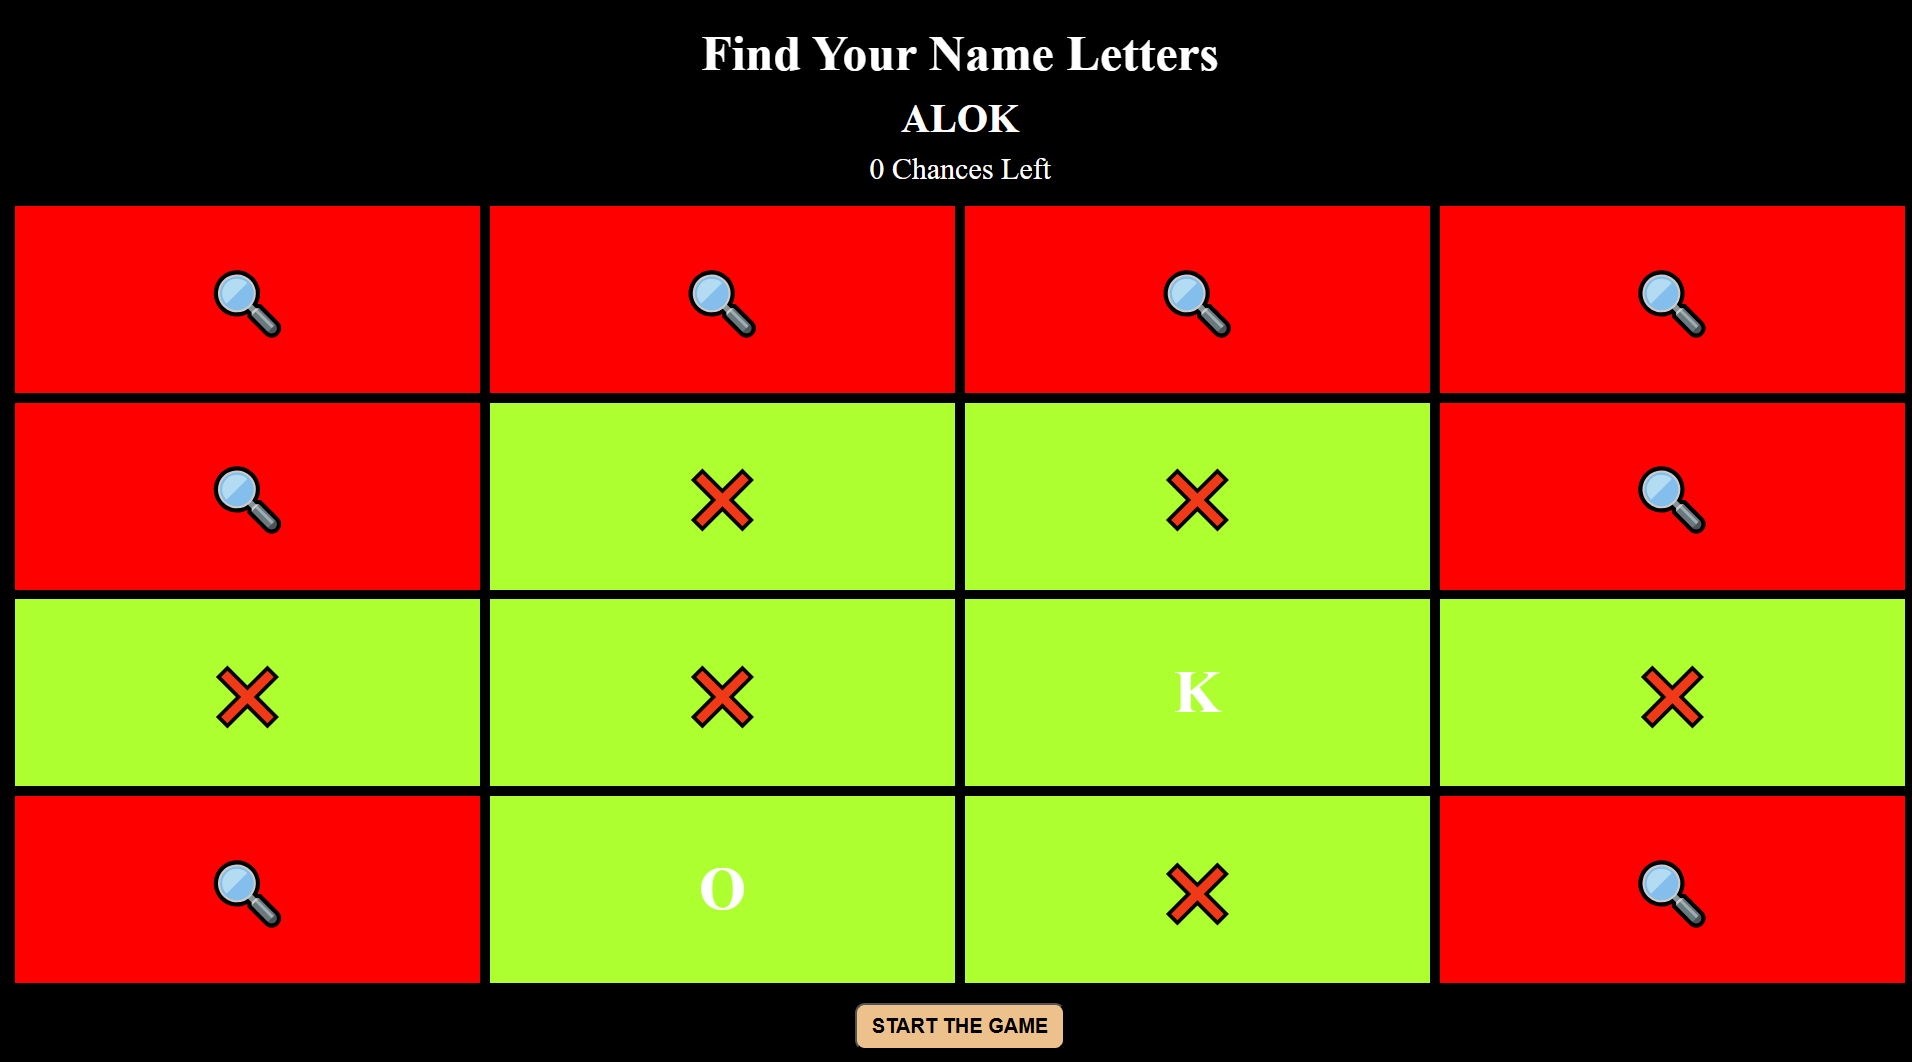 Find Your Name Letters
ALOK
0 Chances Left
K
O
START THE GAME